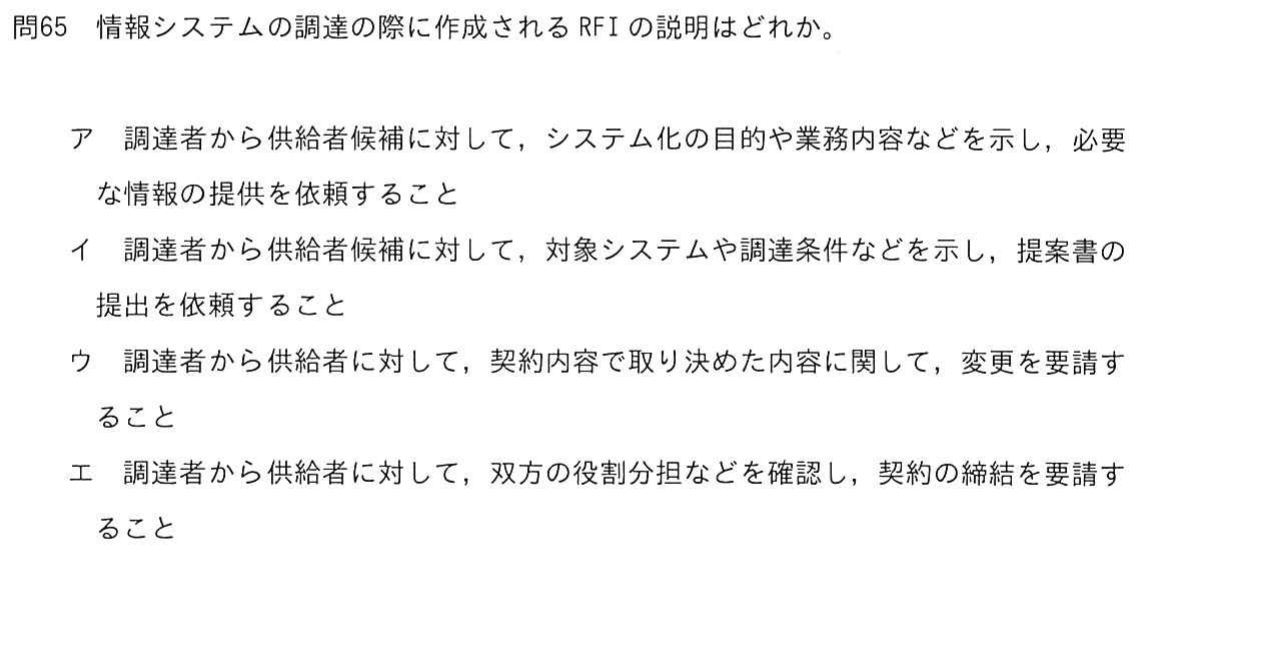 問65 情報システムの調達の際に作成される RFI の説明はどれか。
ア 調達者から供給者候補に対して，システム化の目的や業務内容などを示し，必要
な情報の提供を依頼すること
イ 調達者から供給者候補に対して，対象システムや調達条件などを示し，提案書の
提出を依頼すること
ウ 調達者から供給者に対して，契約内容で取り決めた内容に関して，変更を要請す
ること
エ 調達者から供給者に対して，双方の役割分担などを確認し，契約の締結を要請す
ること